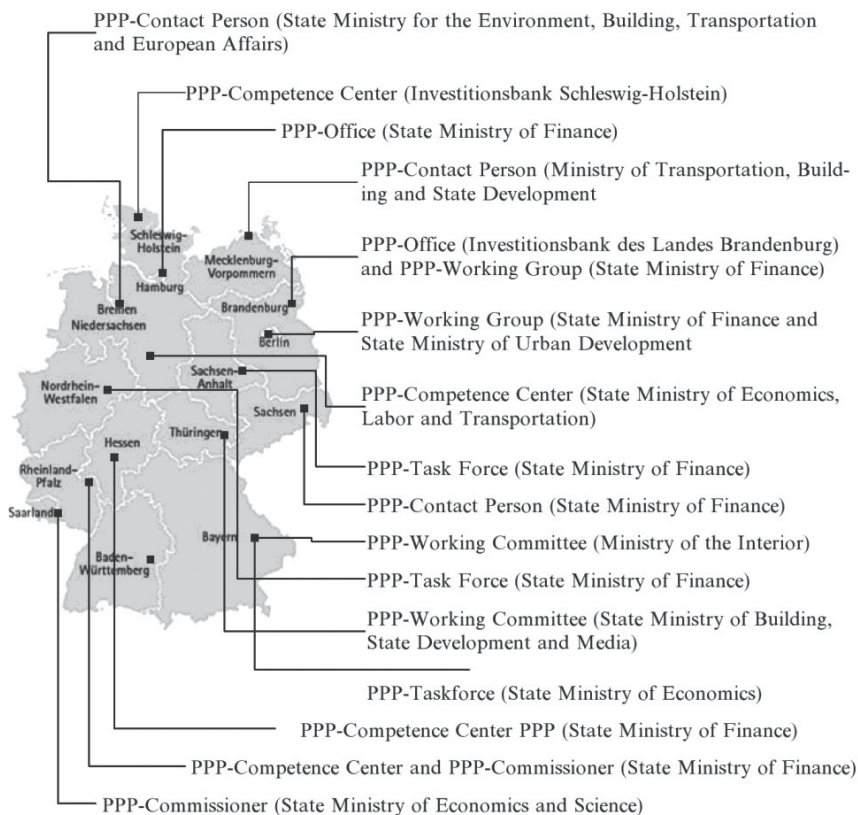 PPP-Contact Person (State Ministry for the Environment, Building, Transportation
and European Affairs)
PPP-Competence Center (Investitionsbank Schleswig-Holstein)
PPP-Office (State Ministry of Finance)
PPP-Contact Person (Ministry of Transportation, Build-
ing and State Development
Schleswig-
Holstein
Mecklenburg-
Vorpommern
PPP-Office (Investitionsbank des Landes Brandenburg)
and PPP-Working Group (State Ministry of Finance)
Hamburg
Bremen
Niedersachsen
Brandenburg
Berlin
PPP-Working Group (State Ministry of Finance and
State Ministry of Urban Development
Nordrhein-
Westfalen
Sachsen-
Anhalt
Sachsen
PPP-Competence Center (State Ministry of Economics,
Labor and Transportation)
Hessen
Thüringen
PPP-Task Force (State Ministry of Finance)
Rheinland-
Pfalz
PPP-Contact Person (State Ministry of Finance)
Saarland
Bayern
PPP-Working Committee (Ministry of the Interior)
Baden-
Württemberg
PPP-Task Force (State Ministry of Finance)
PPP-Working Committee (State Ministry of Building,
State Development and Media)
PPP-Taskforce (State Ministry of Economics)
PPP-Competence Center PPP (State Ministry of Finance)
PPP-Competence Center and PPP-Commissioner (State Ministry of Finance)
PPP-Commissioner (State Ministry of Economics and Science)